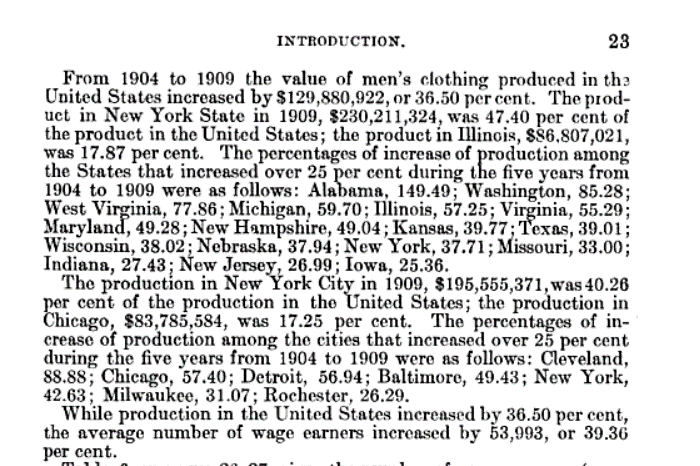 INTRODUCTION. 23
From 1904 to 1909 the value of men's clothing produced in the
United States increased by $129,880,922, or 36.50 per cent. The prod-
uct in New York State in 1909, $230,211,324, was 47.40 per cent of
the product in the United States; the product in Illinois, $86,807,021,
was 17.87 per cent. The percentages of increase of production among
the States that increased over 25 per cent during the five years from
1904 to 1909 were as follows: Alabama, 149.49; Washington, 85.28;
West Virginia, 77.86; Michigan, 59.70; Illinois, 57.25; Virginia, 55.29;
Maryland, 49.28; New Hampshire, 49.04; Kansas, 39.77; Texas, 39.01;
Wisconsin, 38.02; Nebraska, 37.94; New York, 37.71; Missouri, 33.00;
Indiana, 27.43; New Jersey, 26.99; Iowa, 25.36.
The production in New York City in 1909, $195,555,371, was 40.26
per cent of the production in the United States; the production in
Chicago, $83,785,584, was 17.25 per cent. The percentages of in-
crease of production among the cities that increased over 25 per cent
during the five years from 1904 to 1909 were as follows: Cleveland,
88.88; Chicago, 57.40; Detroit, 56.94; Baltimore, 49.43; New York,
42.63; Milwaukee, 31.07; Rochester, 26.29.
While production in the United States increased by 36.50 per cent,
the average number of wage earners increased by 53,993, or 39.36
per cent.